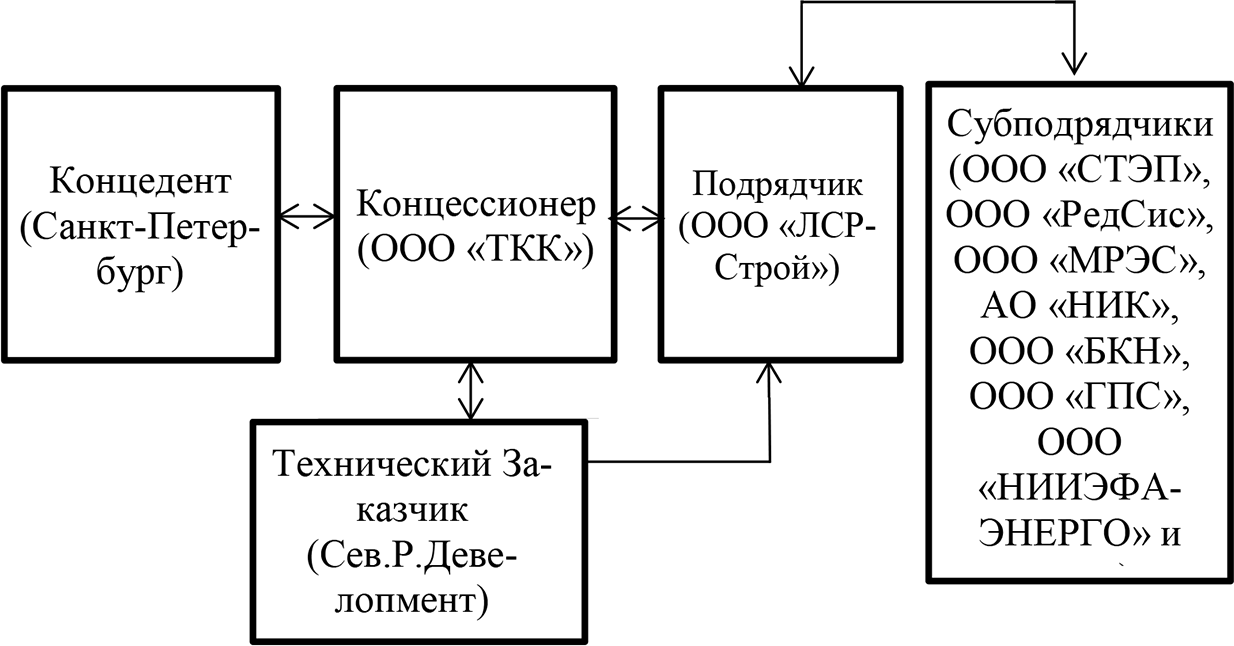 Концедент
(Санкт-Петер-
бург)
Концессионер
(ООО «ТКК»)
Подрядчик
(ООО «ЛСР-
Строй»)
Субподрядчики
(ООО «СТЭП»,
ООО «РедСис»,
ООО «МРЭС»,
АО «НИК»,
ООО «БКН»,
ООО «ГПС»,
ООО
«НИИЭФА-
ЭНЕРГО» и
Технический За-
казчик
(Сев.Р.Деве-
лопмент)